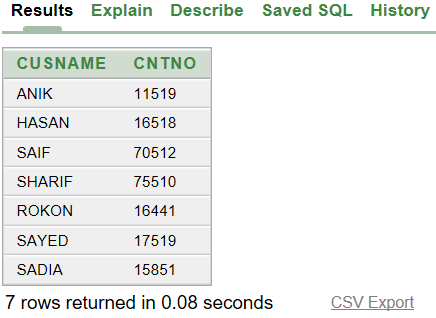 Results Explain Describe Saved SQL History
CUSNAME CNTNO
ANIK 11519
HASAN 16518
SAIF 70512
SHARIF 75510
ROKON 16441
SAYED 17519
SADIA 15851
7 rows returned in 0.08 seconds CSV Export